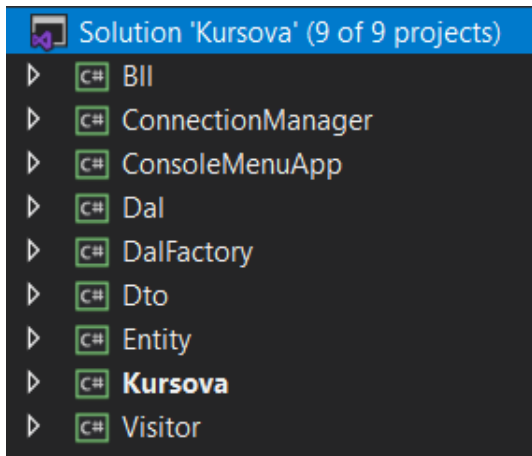 Solution 'Kursova' (9 of 9 projects)
C# Bll
C# ConnectionManager
C# ConsoleMenuApp
C# Dal
C# DalFactory
C# Dto
C# Entity
C# Kursova
C# Visitor